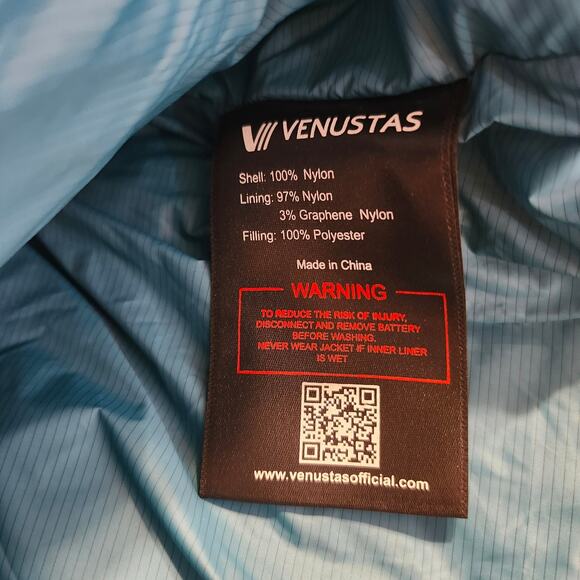 VENUSTAS
Shell: 100% Nylon
Lining: 97% Nylon
3% Graphene Nylon
Filling: 100% Polyester
Made in China
WARNING
TO REDUCE THE RISK OF INJURY,
DISCONNECT AND REMOVE BATTERY
BEFORE WASHING.
NEVER WEAR JACKET IF INNER LINER
IS WET
www.venustasofficial.com